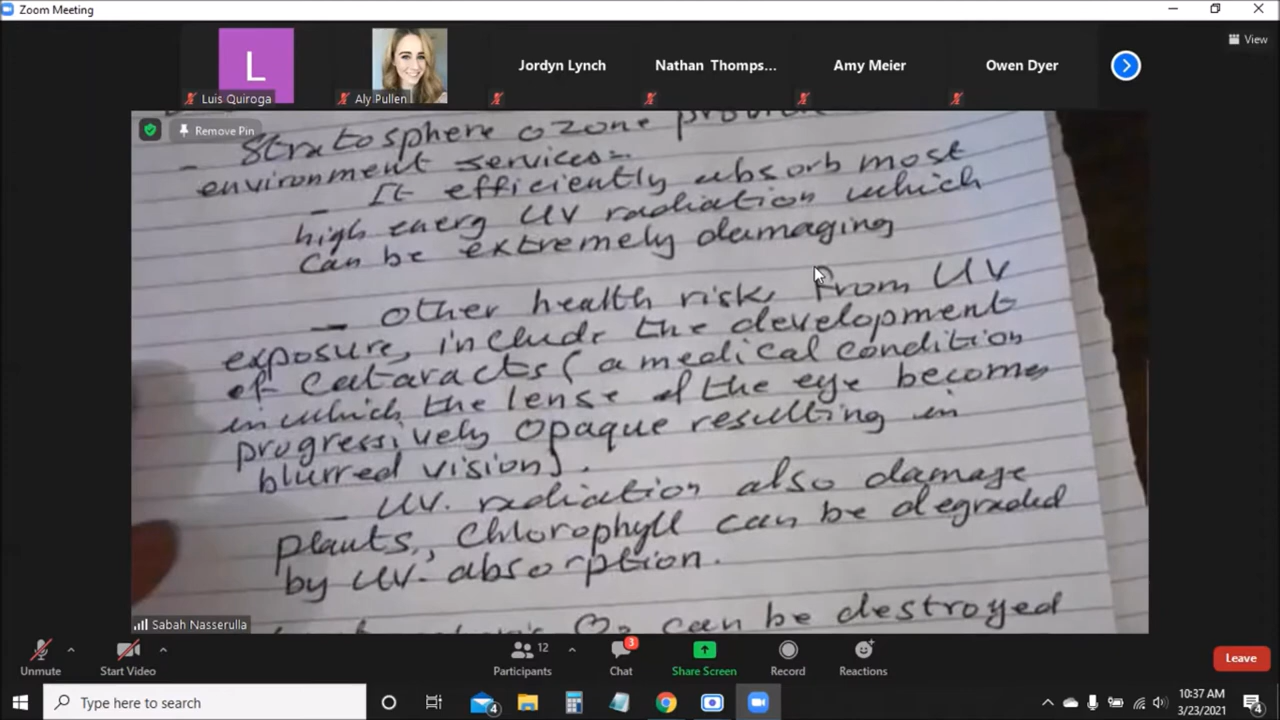 Zoom Meeting
View
L
Luis Quiroga
Aly Pullen
Jordyn Lynch
Nathan Thomps...
Amy Meier
Owen Dyer
Remove Pin
- Stratosphere ozone
environment services=
- It efficiently absorb most
high energ UV radiation which
can be extremely damaging
- other health risks from UV
exposure, include the development
of Cataracts ( a medical condition
in which the lense of the eye becomes
progressively opaque resulting in
blurred vision).
- UV. radiation also damage
plants, Chlorophyll can be degraded
by UV- absorption.
O3 can be destroyed
Sabah Nasserulla
Unmute
Start Video
12
Participants
3
Chat
Share Screen
Record
Reactions
Leave
Type here to search
4
10:37 AM
3/23/2021
4